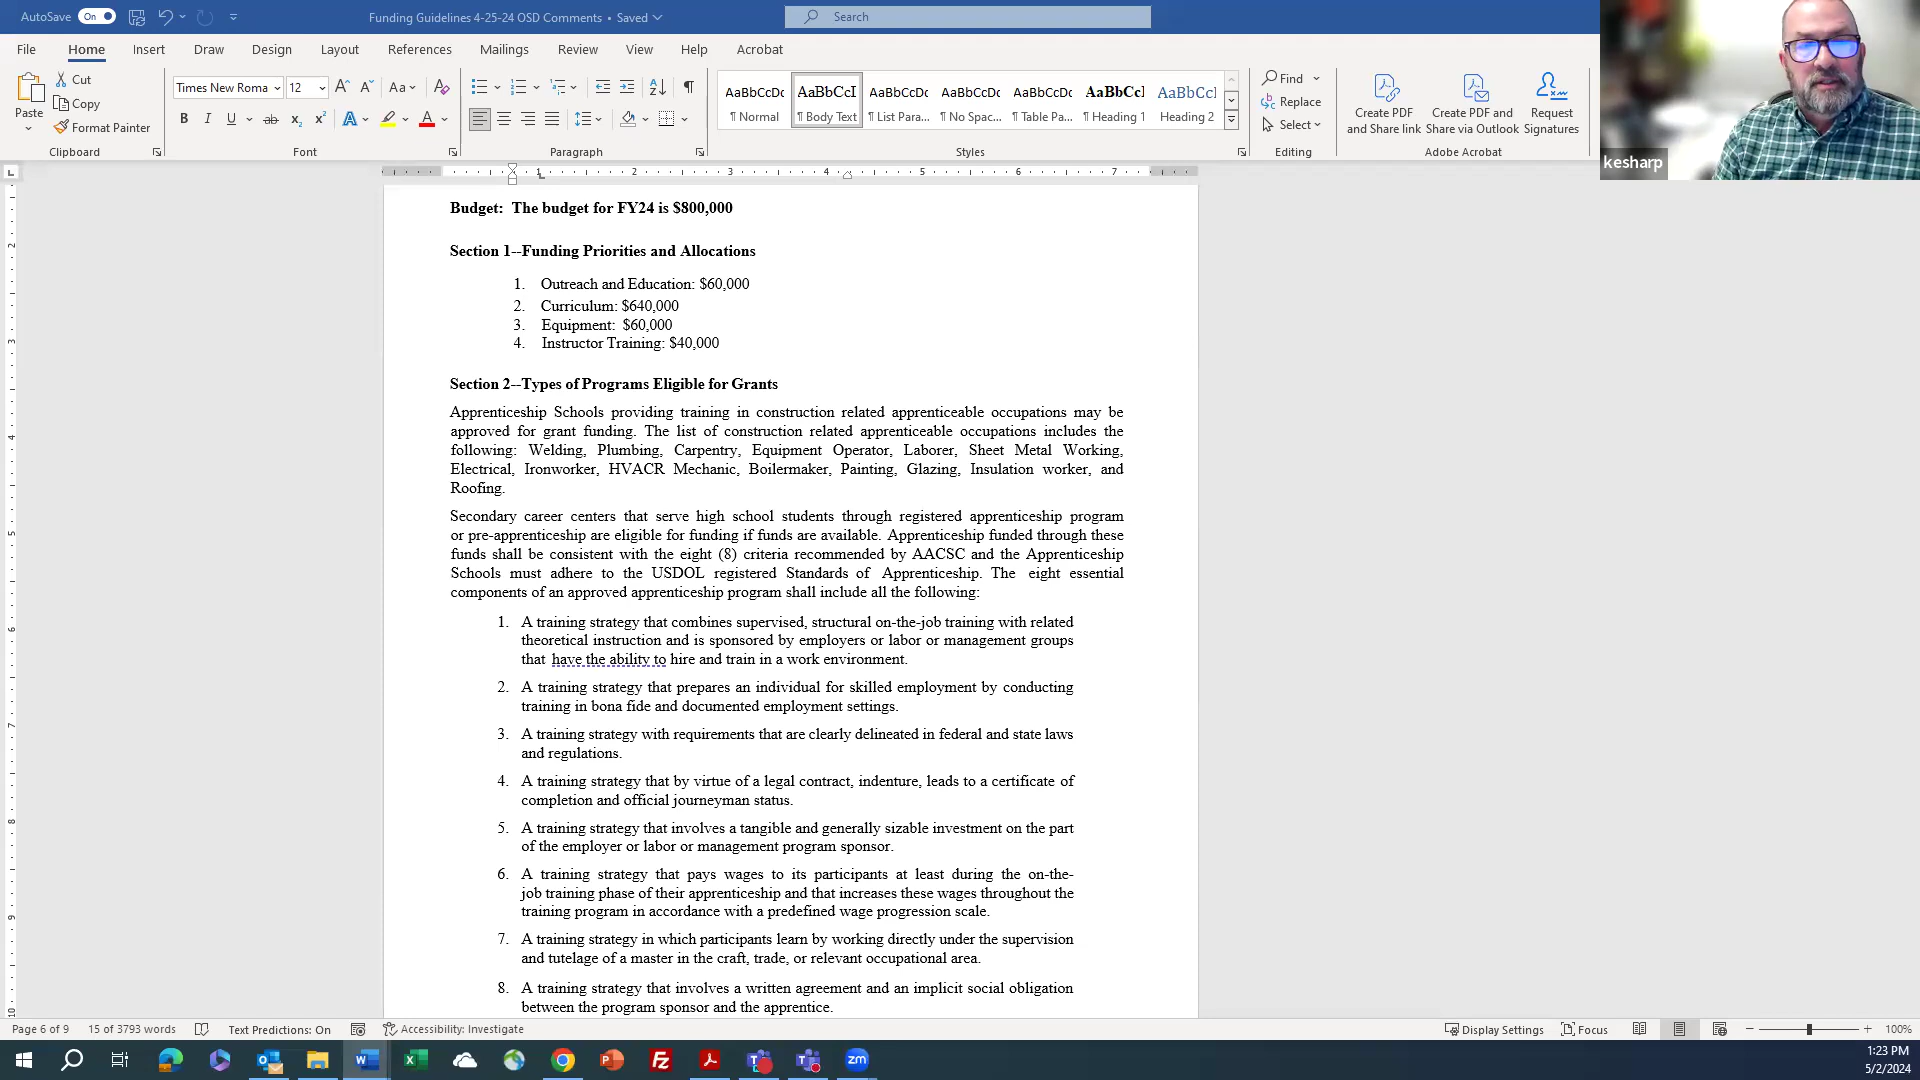 AutoSave On Funding Guidelines 4-25-24 OSD Comments • Saved Search
File Home Insert Draw Design Layout References Mailings Review View Help Acrobat
Paste Cut Copy Format Painter
Clipboard
Times New Roma 12
Font
Paragraph
AaBbCcDc AaBbCcI AaBbCcDc AaBbCcDc AaBbCcDc AaBbCcI AaBbCcI
¶ Normal ¶ Body Text ¶ List Para... ¶ No Spac... ¶ Table Pa... ¶ Heading 1 Heading 2
Styles
Find
Replace
Select
Editing
Create PDF and Share link
Create PDF and Share via Outlook
Request Signatures
Adobe Acrobat
kesharp
1 2 3 4 5 6 7
Budget: The budget for FY24 is $800,000
Section 1--Funding Priorities and Allocations
1. Outreach and Education: $60,000
2. Curriculum: $640,000
3. Equipment: $60,000
4. Instructor Training: $40,000
Section 2--Types of Programs Eligible for Grants
Apprenticeship Schools providing training in construction related apprenticeable occupations may be
approved for grant funding. The list of construction related apprenticeable occupations includes the
following: Welding, Plumbing, Carpentry, Equipment Operator, Laborer, Sheet Metal Working,
Electrical, Ironworker, HVACR Mechanic, Boilermaker, Painting, Glazing, Insulation worker, and
Roofing.
Secondary career centers that serve high school students through registered apprenticeship program
or pre-apprenticeship are eligible for funding if funds are available. Apprenticeship funded through these
funds shall be consistent with the eight (8) criteria recommended by AACSC and the Apprenticeship
Schools must adhere to the USDOL registered Standards of Apprenticeship. The eight essential
components of an approved apprenticeship program shall include all the following:
1. A training strategy that combines supervised, structural on-the-job training with related
theoretical instruction and is sponsored by employers or labor or management groups
that have the ability to hire and train in a work environment.
2. A training strategy that prepares an individual for skilled employment by conducting
training in bona fide and documented employment settings.
3. A training strategy with requirements that are clearly delineated in federal and state laws
and regulations.
4. A training strategy that by virtue of a legal contract, indenture, leads to a certificate of
completion and official journeyman status.
5. A training strategy that involves a tangible and generally sizable investment on the part
of the employer or labor or management program sponsor.
6. A training strategy that pays wages to its participants at least during the on-the-
job training phase of their apprenticeship and that increases these wages throughout the
training program in accordance with a predefined wage progression scale.
7. A training strategy in which participants learn by working directly under the supervision
and tutelage of a master in the craft, trade, or relevant occupational area.
8. A training strategy that involves a written agreement and an implicit social obligation
between the program sponsor and the apprentice.
Page 6 of 9 15 of 3793 words Text Predictions: On Accessibility: Investigate Display Settings Focus 100%
1:23 PM
5/2/2024